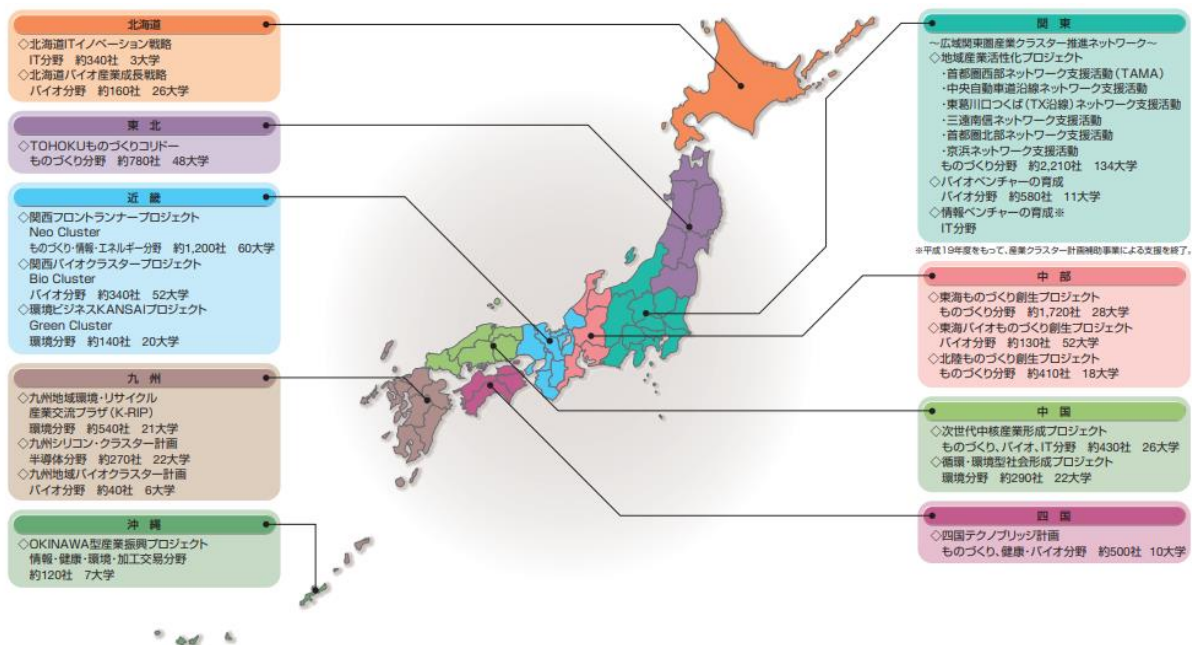 北海道
◇北海道ITイノベーション戦略
IT分野 約340社 3大学
◇北海道バイオ産業成長戦略
バイオ分野 約160社 26大学
東北
◇TOHOKUものづくりコリドー
ものづくり分野 約780社 48大学
近畿
◇関西フロントランナープロジェクト
Neo Cluster
ものづくり・情報・エネルギー分野 約1,200社 60大学
◇関西バイオクラスタープロジェクト
Bio Cluster
バイオ分野 約340社 52大学
◇環境ビジネスKANSAIプロジェクト
Green Cluster
環境分野 約140社 20大学
九州
◇九州地域環境・リサイクル
産業交流プラザ(K-RIP)
環境分野 約540社 21大学
◇九州シリコン・クラスター計画
半導体分野 約270社 22大学
◇九州地域バイオクラスター計画
バイオ分野 約40社 6大学
沖縄
◇OKINAWA型産業振興プロジェクト
情報・健康・環境・加工交易分野
約120社 7大学
関東
〜広域関東圏産業クラスター推進ネットワーク〜
◇地域産業活性化プロジェクト
・首都圏西部ネットワーク支援活動(TAMA)
・中央自動車道沿線ネットワーク支援活動
・東葛川口つくば(TX沿線)ネットワーク支援活動
・三遠南信ネットワーク支援活動
・首都圏北部ネットワーク支援活動
・京浜ネットワーク支援活動
ものづくり分野 約2,210社 134大学
◇バイオベンチャーの育成
バイオ分野 約580社 11大学
◇情報ベンチャーの育成※
IT分野
※平成19年度をもって、産業クラスター計画補助事業による支援を終了。
中部
◇東海ものづくり創生プロジェクト
ものづくり分野 約1,720社 28大学
◇東海バイオものづくり創生プロジェクト
バイオ分野 約130社 52大学
◇北陸ものづくり創生プロジェクト
ものづくり分野 約410社 18大学
中国
◇次世代中核産業形成プロジェクト
ものづくり、バイオ、IT分野 約430社 26大学
◇循環・環境型社会形成プロジェクト
環境分野 約290社 22大学
四国
◇四国テクノブリッジ計画
ものづくり、健康・バイオ分野 約500社 10大学